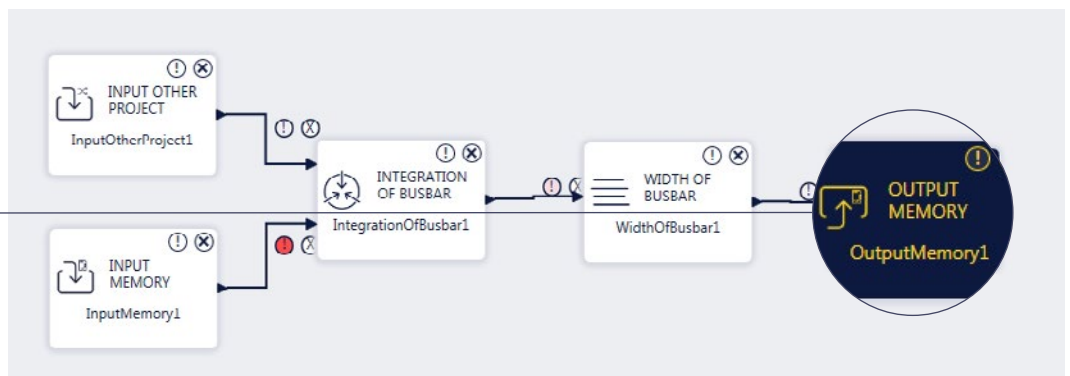 INPUT OTHER
PROJECT
InputOtherProject1
INTEGRATION
OF BUSBAR
IntegrationOfBusbar1
INPUT
MEMORY
InputMemory1
WIDTH OF
BUSBAR
WidthOfBusbar1
OUTPUT
MEMORY
OutputMemory1